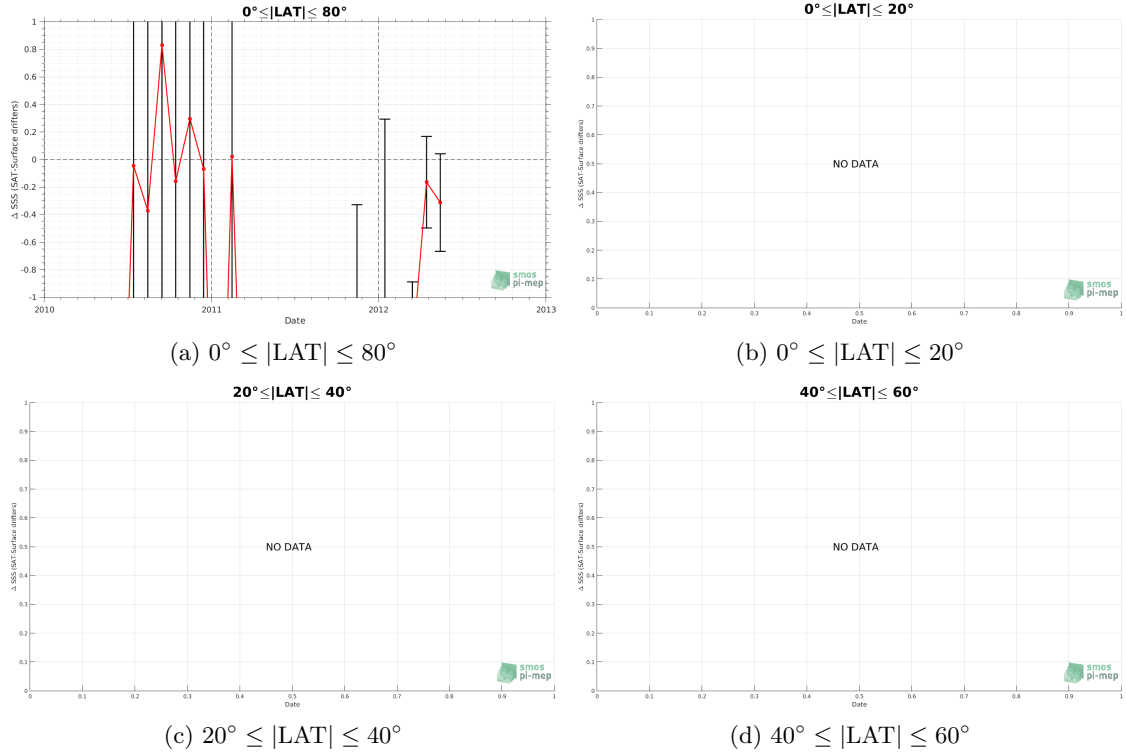 0°≤|LAT|≤ 80°
1
0.8
0.6
0.4
0.2
0
-0.2
-0.4
-0.6
-0.8
-1
Δ SSS (SAT-Surface drifters)
2010
2011
2012
2013
Date
smos
pi-mep
(a) 0° ≤ |LAT| ≤ 80°
0°≤|LAT|≤ 20°
1
0.9
0.8
0.7
0.6
0.5
0.4
0.3
0.2
0.1
0
Δ SSS (SAT-Surface drifters)
NO DATA
0 0.1 0.2 0.3 0.4 0.5 0.6 0.7 0.8 0.9 1
Date
smos
pi-mep
(b) 0° ≤ |LAT| ≤ 20°
20°≤|LAT|≤ 40°
1
0.9
0.8
0.7
0.6
0.5
0.4
0.3
0.2
0.1
0
Δ SSS (SAT-Surface drifters)
NO DATA
0 0.1 0.2 0.3 0.4 0.5 0.6 0.7 0.8 0.9 1
Date
smos
pi-mep
(c) 20° ≤ |LAT| ≤ 40°
40°≤|LAT|≤ 60°
1
0.9
0.8
0.7
0.6
0.5
0.4
0.3
0.2
0.1
0
Δ SSS (SAT-Surface drifters)
NO DATA
0 0.1 0.2 0.3 0.4 0.5 0.6 0.7 0.8 0.9 1
Date
smos
pi-mep
(d) 40° ≤ |LAT| ≤ 60°